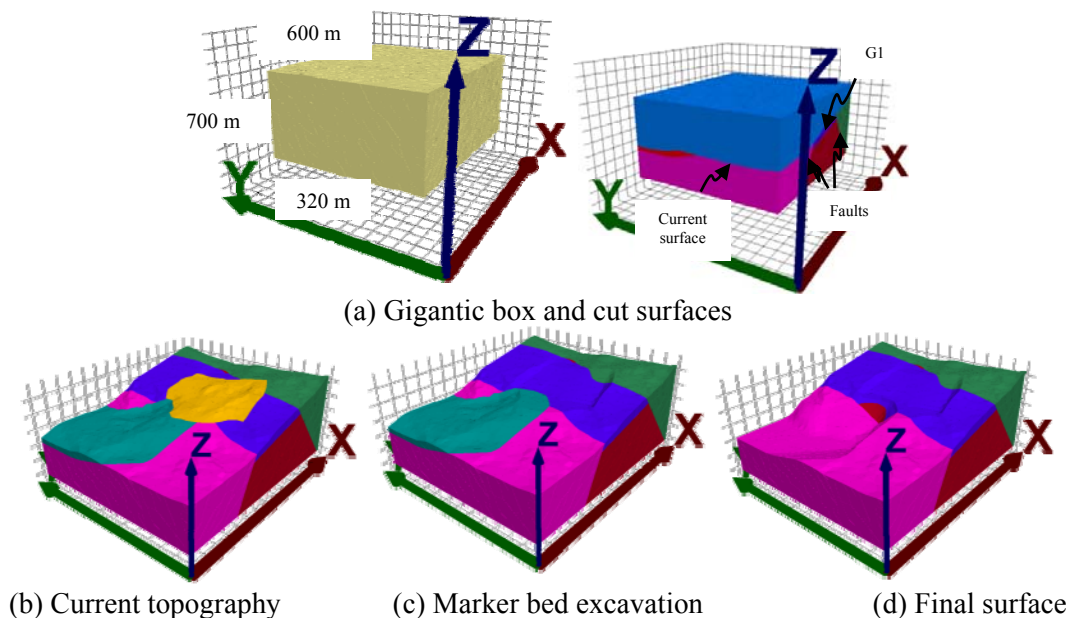 600 m
700 m
320 m
Z
Y
X
G1
Z
X
Y
Current
surface
Faults
(a) Gigantic box and cut surfaces
Z
X
Z
X
Z
X
(b) Current topography
(c) Marker bed excavation
(d) Final surface